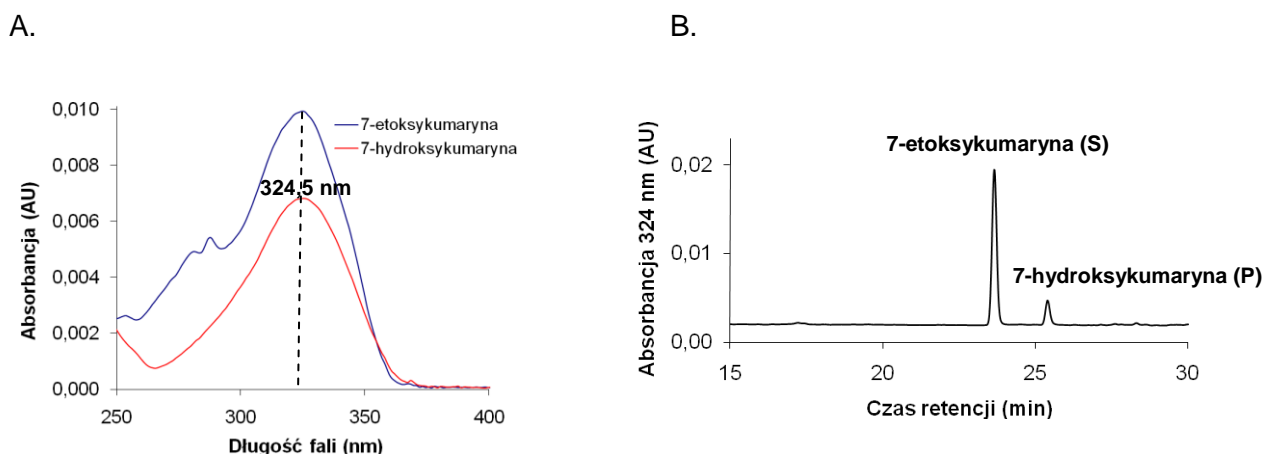 A.
B.
0,010
0,008
0,006
0,004
0,002
0,000
250
300
350
400
Absorbancja (AU)
Długość fali (nm)
7-etoksykumaryna
7-hydroksykumaryna
324,5 nm
0,02
0,01
0,00
15
20
25
30
Absorbancja 324 nm (AU)
Czas retencji (min)
7-etoksykumaryna (S)
7-hydroksykumaryna (P)